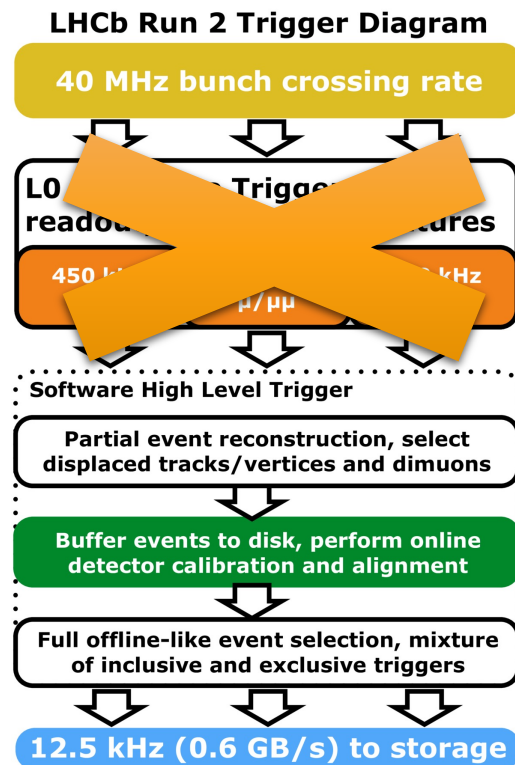 LHCb Run 2 Trigger Diagram
40 MHz bunch crossing rate
L0 Trigger
readou tures
450 k kHz
μ/μμ
Software High Level Trigger
Partial event reconstruction, select
displaced tracks/vertices and dimuons
Buffer events to disk, perform online
detector calibration and alignment
Full offline-like event selection, mixture
of inclusive and exclusive triggers
12.5 kHz (0.6 GB/s) to storage